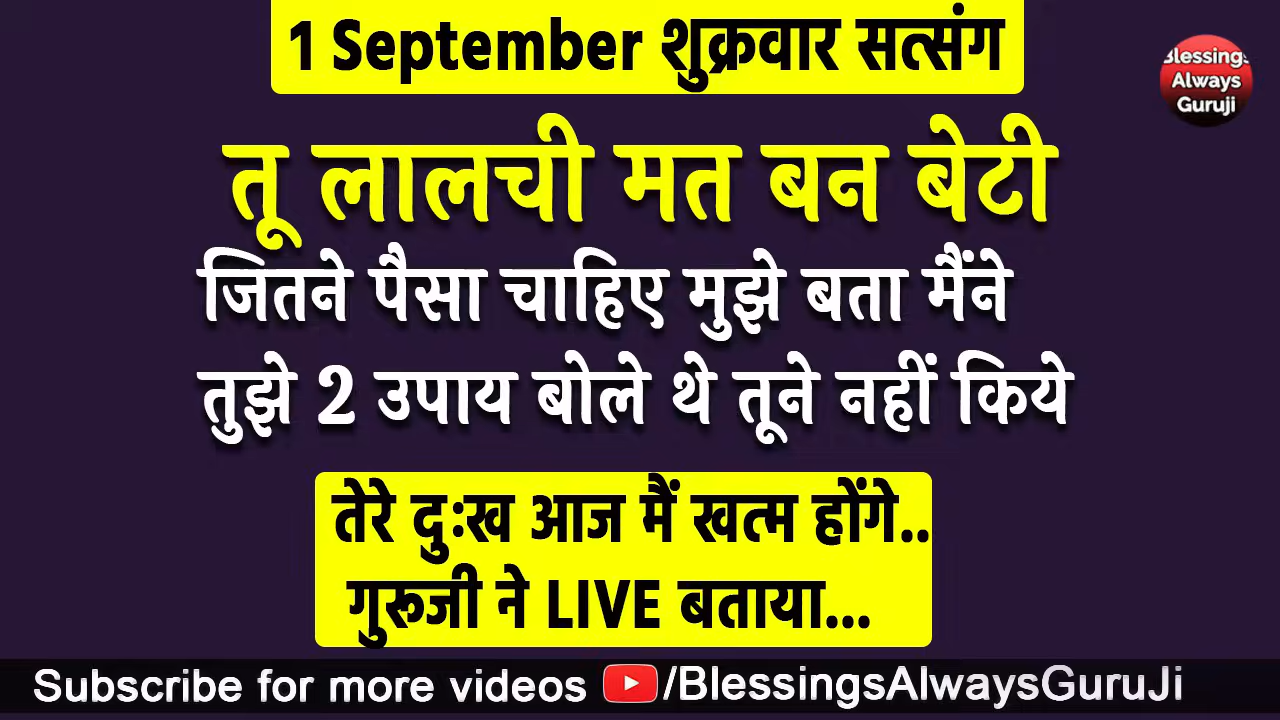 1 September शुक्रवार सत्संग
Blessings
Always
Guruji
तू लालची मत बन बेटी
जितने पैसा चाहिए मुझे बता मैंने
तुझे 2 उपाय बोले थे तूने नहीं किये
तेरे दुःख आज मैं खत्म होंगे..
गुरूजी ने LIVE बताया...
Subscribe for more videos /BlessingsAlwaysGuruJi